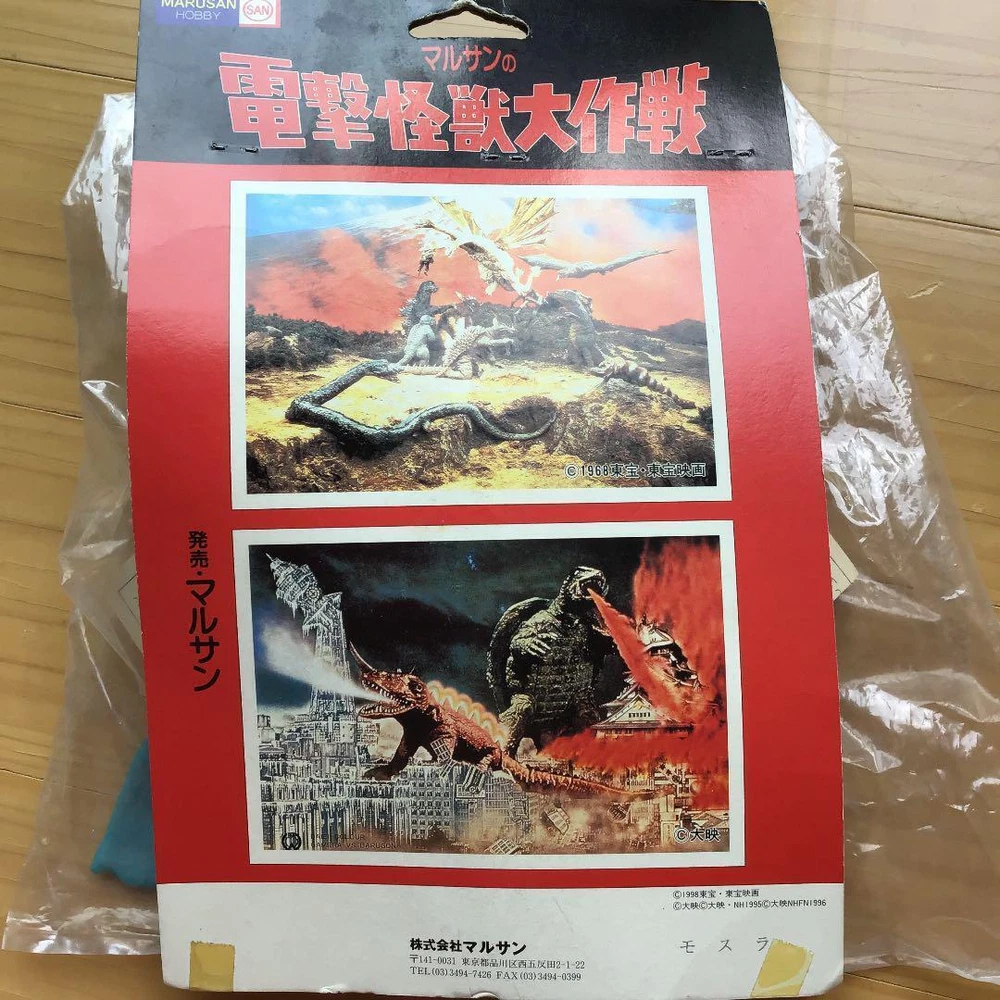 MARUSAN
HOBBY
SAN
マルサンの
電撃怪獣大作戦
©1968東宝・東宝映画
発売・マルサン
GAMERA VS. BARUGON
©大映
©1998東宝・東宝映画
©大映©大映・NH1995©大映NHFN1996
株式会社マルサン
〒141-0031 東京都品川区西五反田2-1-22
TEL(03)3494-7426 FAX(03)3494-0399
モスラ